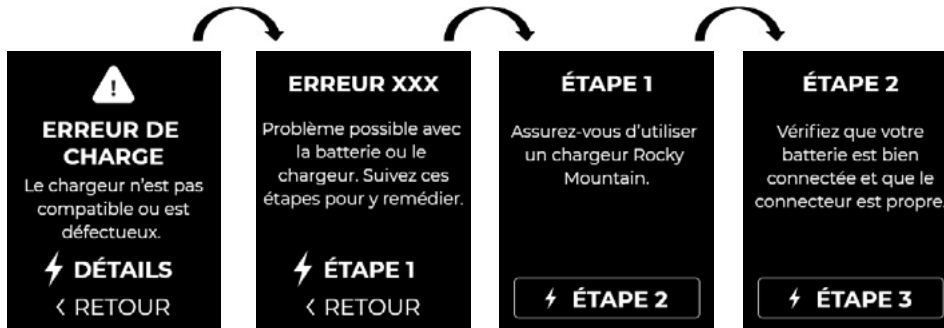 ERREUR DE
CHARGE
Le chargeur n'est pas
compatible ou est
défectueux.
DÉTAILS
< RETOUR
ERREUR XXX
Problème possible avec
la batterie ou le
chargeur. Suivez ces
étapes pour y remédier.
ÉTAPE 1
< RETOUR
ÉTAPE 1
Assurez-vous d'utiliser
un chargeur Rocky
Mountain.
ÉTAPE 2
ÉTAPE 2
Vérifiez que votre
batterie est bien
connectée et que le
connecteur est propre.
ÉTAPE 3